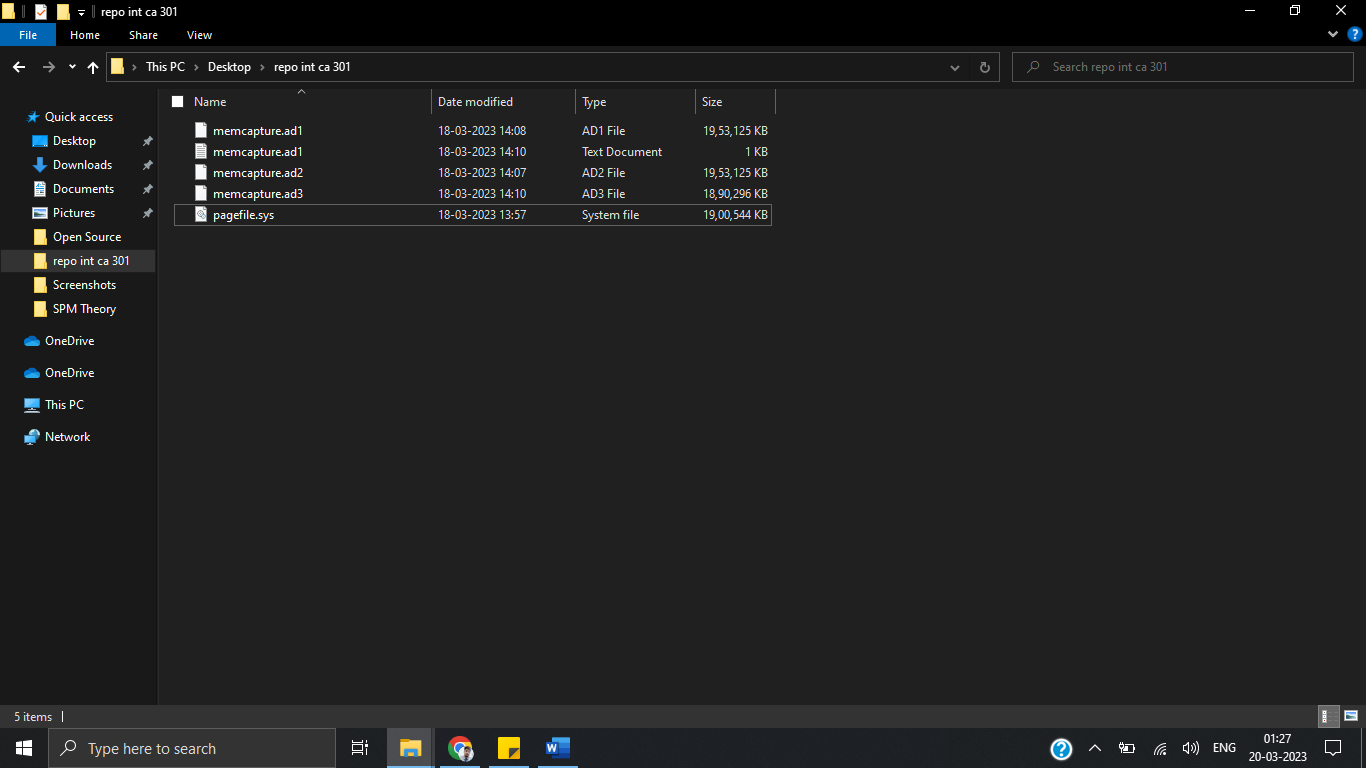 repo int ca 301
File Home Share View
This PC Desktop repo int ca 301
Search repo int ca 301
Name Date modified Type Size
Quick access
Desktop
Downloads
Documents
Pictures
Open Source
repo int ca 301
Screenshots
SPM Theory
OneDrive
OneDrive
This PC
Network
memcapture.ad1 18-03-2023 14:08 AD1 File 19,53,125 KB
memcapture.ad1 18-03-2023 14:10 Text Document 1 KB
memcapture.ad2 18-03-2023 14:07 AD2 File 19,53,125 KB
memcapture.ad3 18-03-2023 14:10 AD3 File 18,90,296 KB
pagefile.sys 18-03-2023 13:57 System file 19,00,544 KB
5 items
Type here to search
W
ENG
01:27
20-03-2023